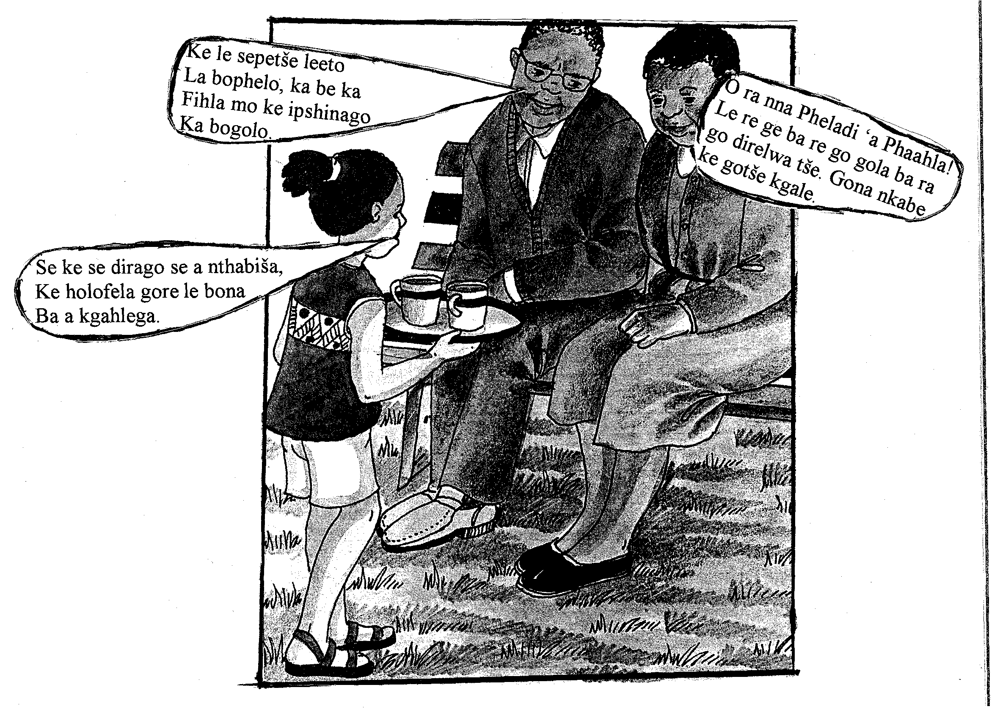 Ke le sepetše leeto
La bophelo, ka be ka
Fihla mo ke ipshinago
Ka bogolo.
O ra nna Pheladi ‘a Phaahla!
Le re ge ba re go gola ba ra
go direlwa tše. Gona nkabe
ke gotše kgale.
Se ke se dirago se a nthabiša,
Ke holofela gore le bona
Ba a kgahlega.